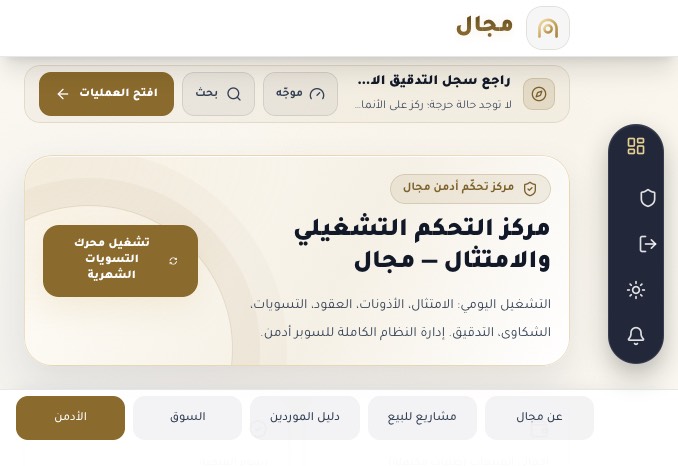 مجال
راجع سجل التدقيق الا...
لا توجد حالة حرجة؛ ركز على الأنما...
موجّه
بحث
افتح العمليات
مركز تحكّم أدمن مجال
مركز التحكم التشغيلي
والامتثال — مجال
التشغيل اليومي: الامتثال، الأذونات، العقود، التسويات،
الشكاوى، التدقيق. إدارة النظام الكاملة للسوبر أدمن.
تشغيل محرك
التسويات
الشهرية
عن مجال
مشاريع للبيع
دليل الموردين
السوق
الأدمن